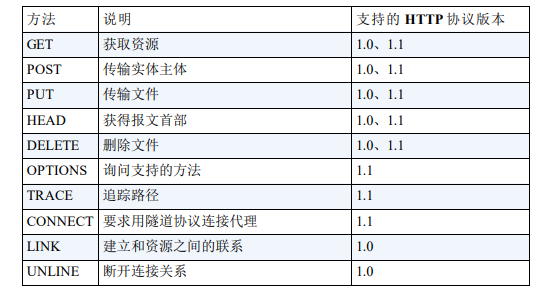 方法 说明 支持的 HTTP 协议版本
GET 获取资源 1.0、1.1
POST 传输实体主体 1.0、1.1
PUT 传输文件 1.0、1.1
HEAD 获得报文首部 1.0、1.1
DELETE 删除文件 1.0、1.1
OPTIONS 询问支持的方法 1.1
TRACE 追踪路径 1.1
CONNECT 要求用隧道协议连接代理 1.1
LINK 建立和资源之间的联系 1.0
UNLINE 断开连接关系 1.0